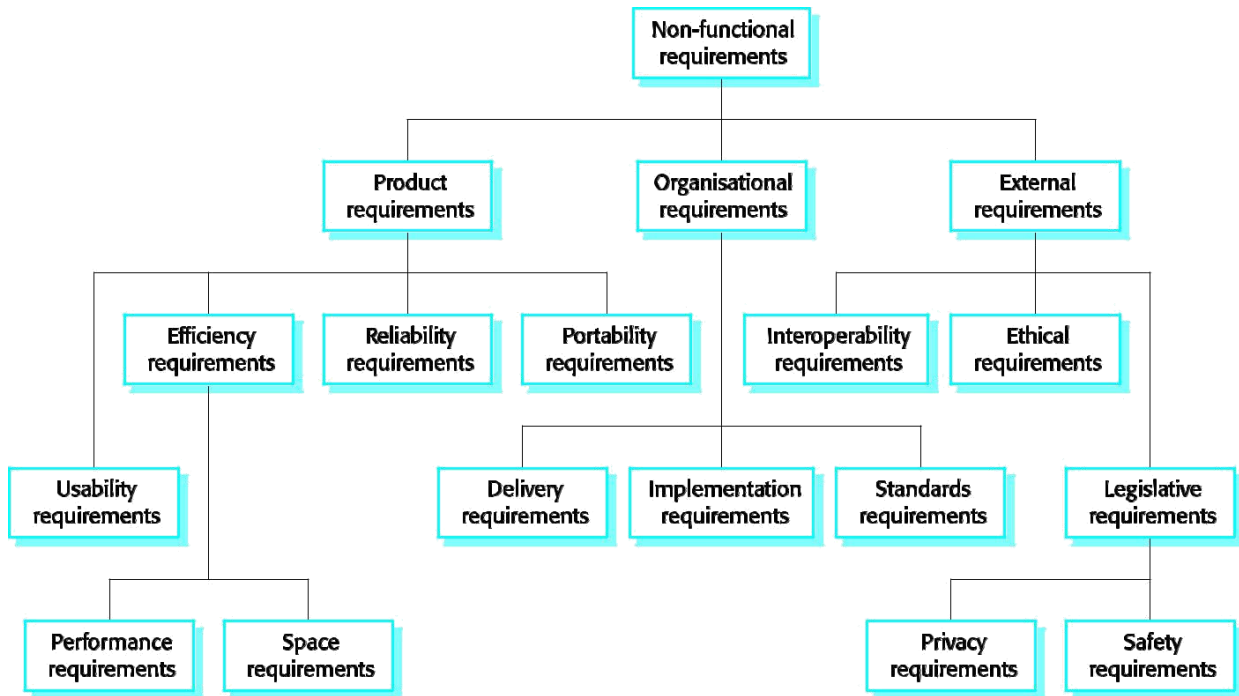 Non-functional
requirements
Product
requirements
Organisational
requirements
External
requirements
Efficiency
requirements
Reliability
requirements
Portability
requirements
Interoperability
requirements
Ethical
requirements
Usability
requirements
Delivery
requirements
Implementation
requirements
Standards
requirements
Legislative
requirements
Performance
requirements
Space
requirements
Privacy
requirements
Safety
requirements